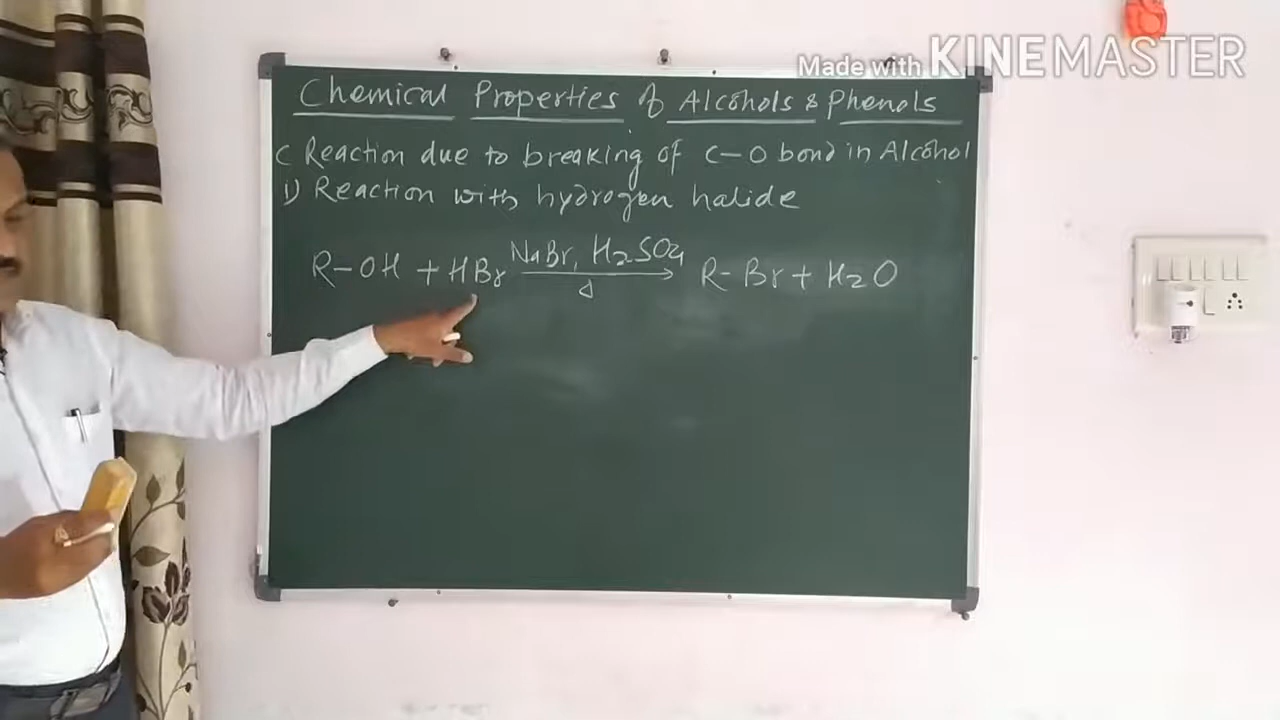 Made with KINEMASTER
Chemical Properties of Alcohols & Phenols
C Reaction due to breaking of C–O bond in Alcohol
i) Reaction with hydrogen halide
R–OH + HBr NaBr, H2SO4 → Δ R–Br + H2O